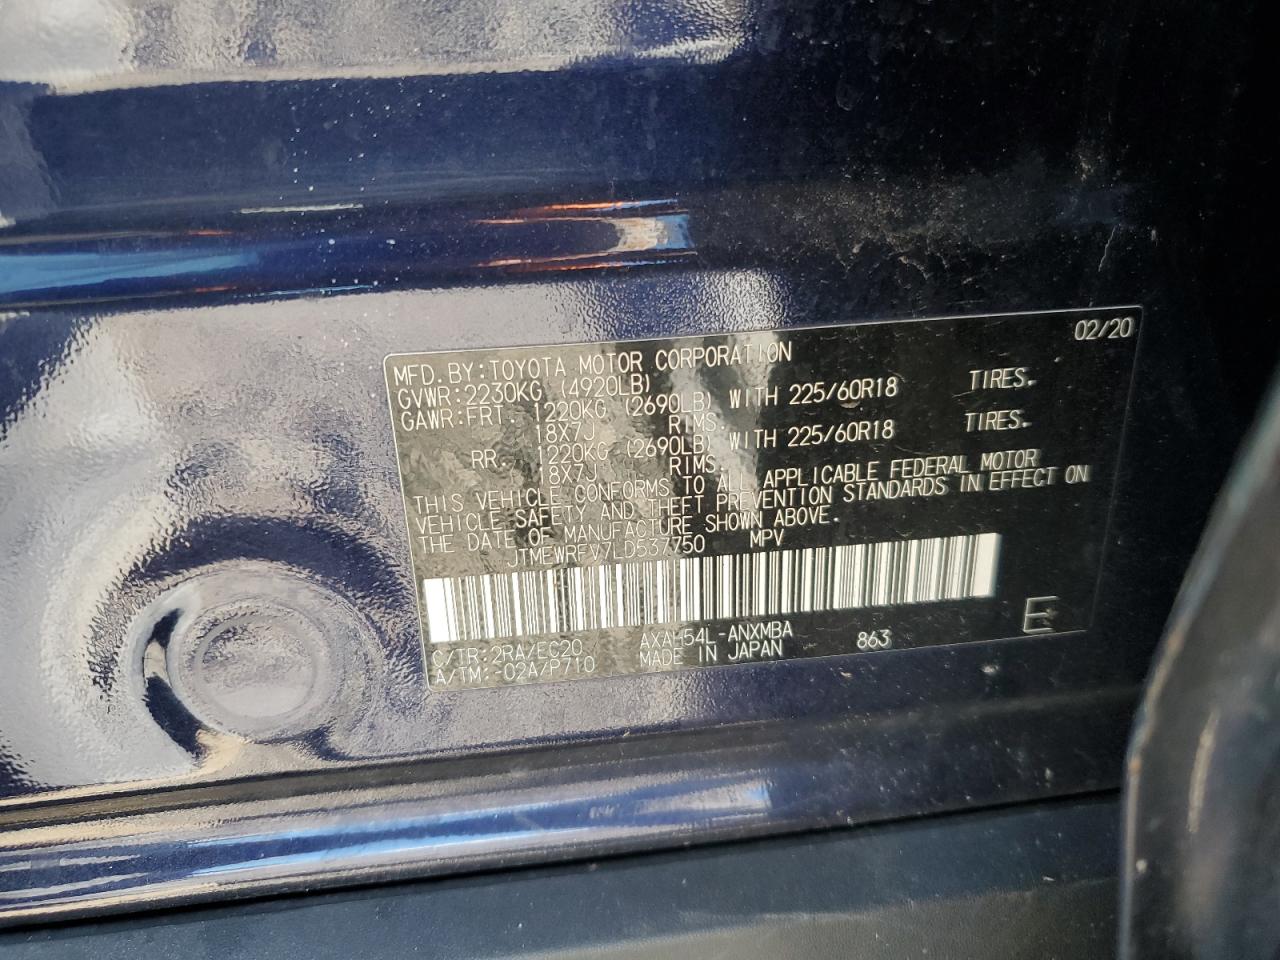 02/20
MFD. BY:TOYOTA MOTOR CORPORATION
GVWR:2230KG (4920LB)
GAWR:FRT. 1220KG (2690LB) WITH 225/60R18 TIRES.
18X7J RIMS.
RR. 1220KG (2690LB) WITH 225/60R18 TIRES.
18X7J RIMS.
THIS VEHICLE CONFORMS TO ALL APPLICABLE FEDERAL MOTOR
VEHICLE SAFETY AND THEFT PREVENTION STANDARDS IN EFFECT ON
THE DATE OF MANUFACTURE SHOWN ABOVE.
JTMEWRFV7LD537750 MPV
C/TR:2RA/EC20 AXAH54L-ANXMBA 863
A/TM:-02A/P710 MADE IN JAPAN
E